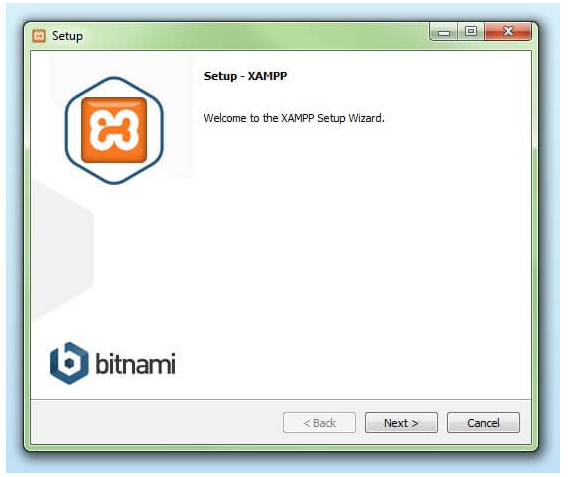 Setup
Setup - XAMPP
Welcome to the XAMPP Setup Wizard.
bitnami
< Back
Next >
Cancel